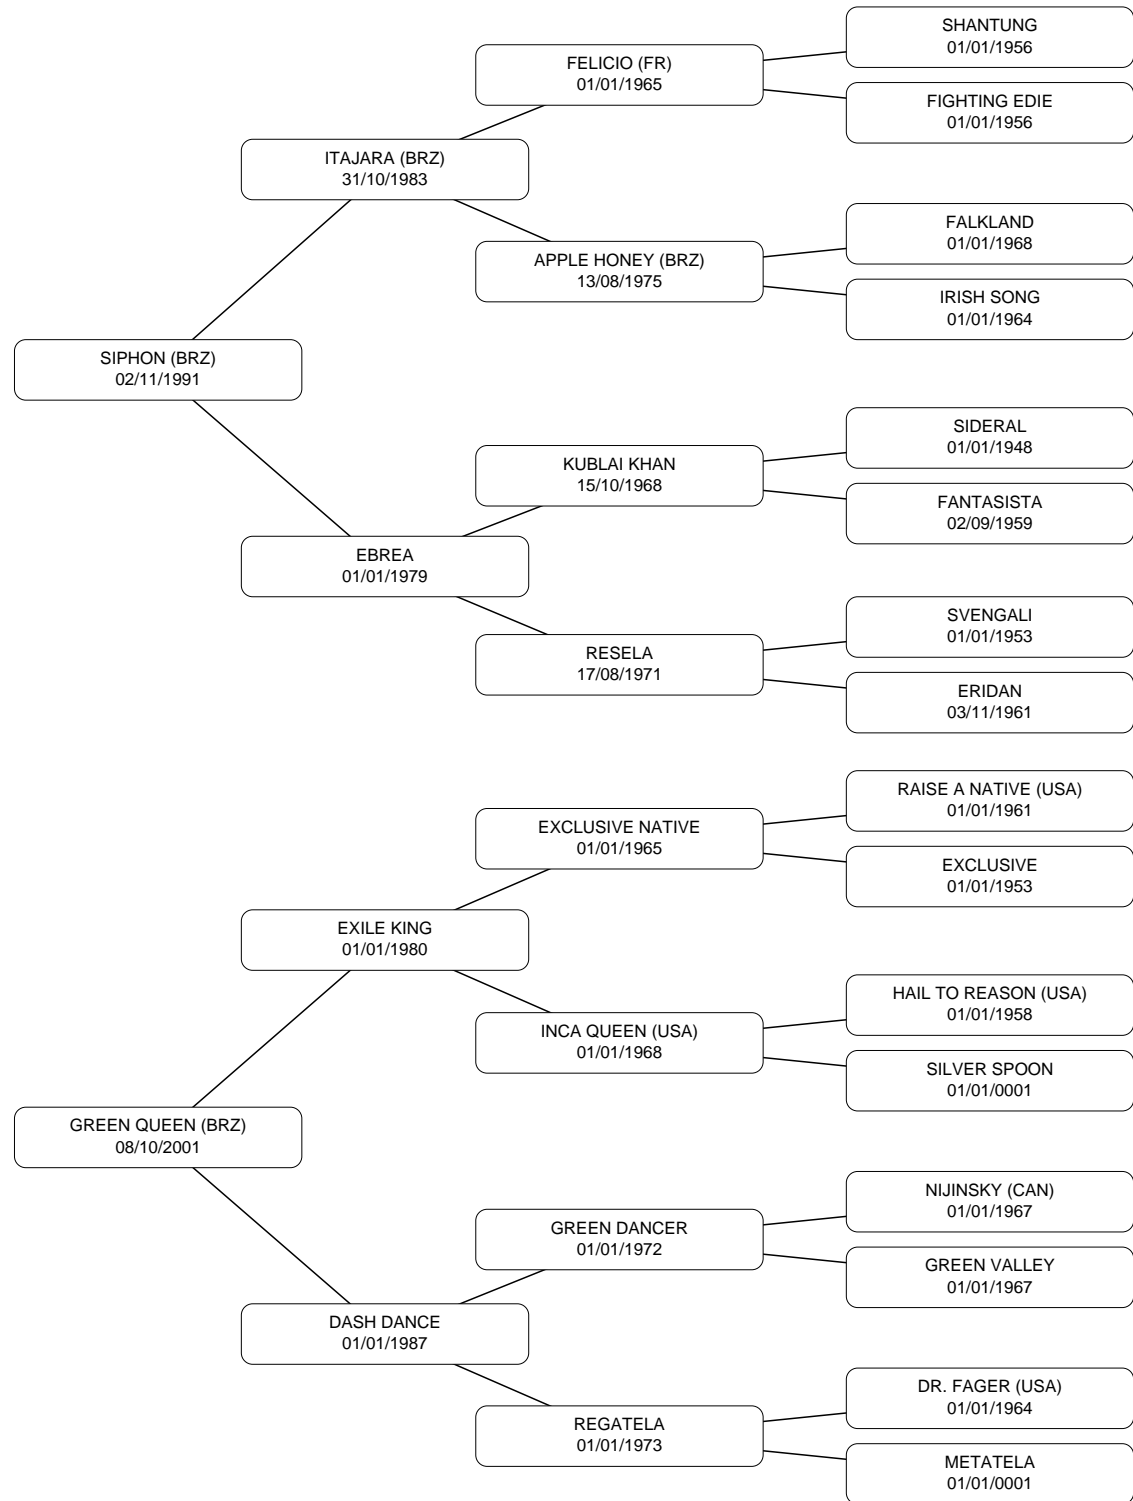 SHANTUNG
01/01/1956
FELICIO (FR)
01/01/1965
FIGHTING EDIE
01/01/1956
ITAJARA (BRZ)
31/10/1983
FALKLAND
01/01/1968
APPLE HONEY (BRZ)
13/08/1975
IRISH SONG
01/01/1964
SIPHON (BRZ)
02/11/1991
SIDERAL
01/01/1948
KUBLAI KHAN
15/10/1968
FANTASISTA
02/09/1959
EBREA
01/01/1979
SVENGALI
01/01/1953
RESELA
17/08/1971
ERIDAN
03/11/1961
RAISE A NATIVE (USA)
01/01/1961
EXCLUSIVE NATIVE
01/01/1965
EXCLUSIVE
01/01/1953
EXILE KING
01/01/1980
HAIL TO REASON (USA)
01/01/1958
INCA QUEEN (USA)
01/01/1968
SILVER SPOON
01/01/0001
GREEN QUEEN (BRZ)
08/10/2001
NIJINSKY (CAN)
01/01/1967
GREEN DANCER
01/01/1972
GREEN VALLEY
01/01/1967
DASH DANCE
01/01/1987
DR. FAGER (USA)
01/01/1964
REGATELA
01/01/1973
METATELA
01/01/0001